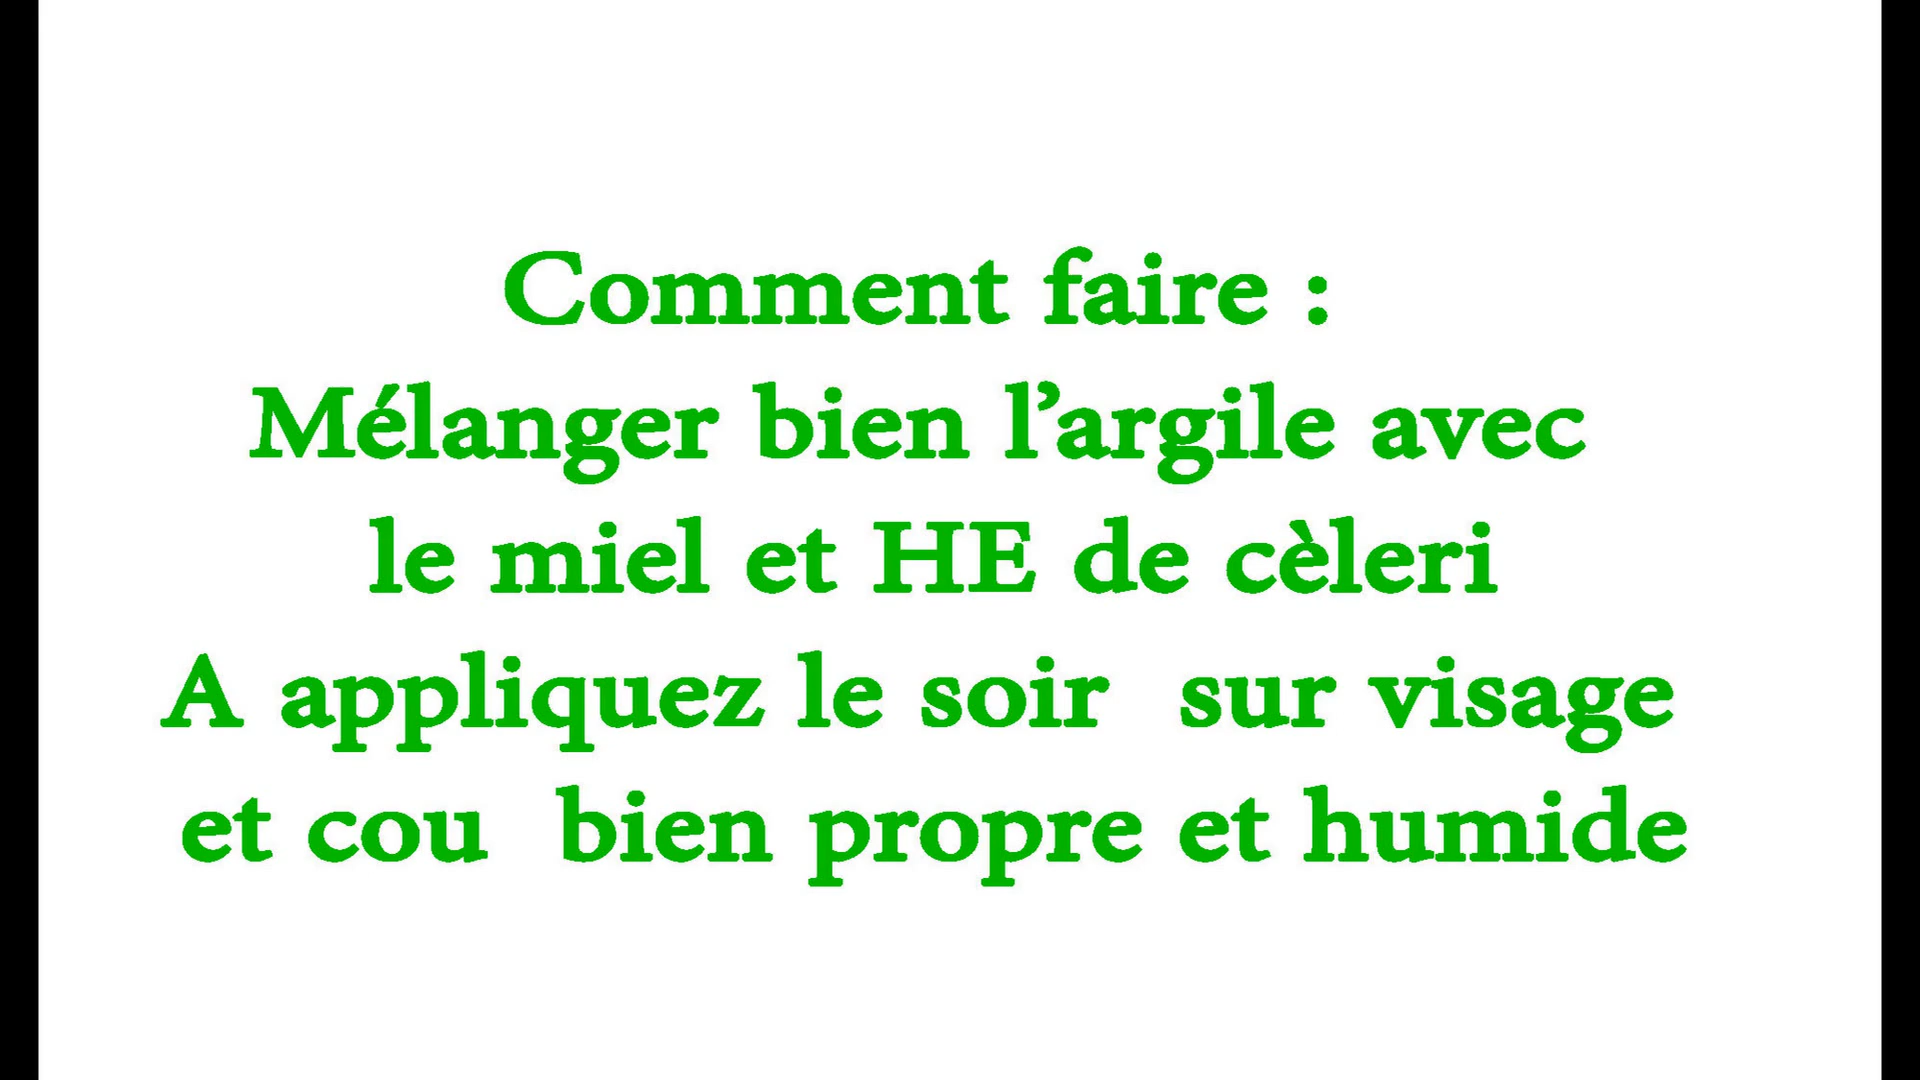 Comment faire :
Mélanger bien l’argile avec
le miel et HE de cèleri
A appliquez le soir  sur visage
et cou  bien propre et humide